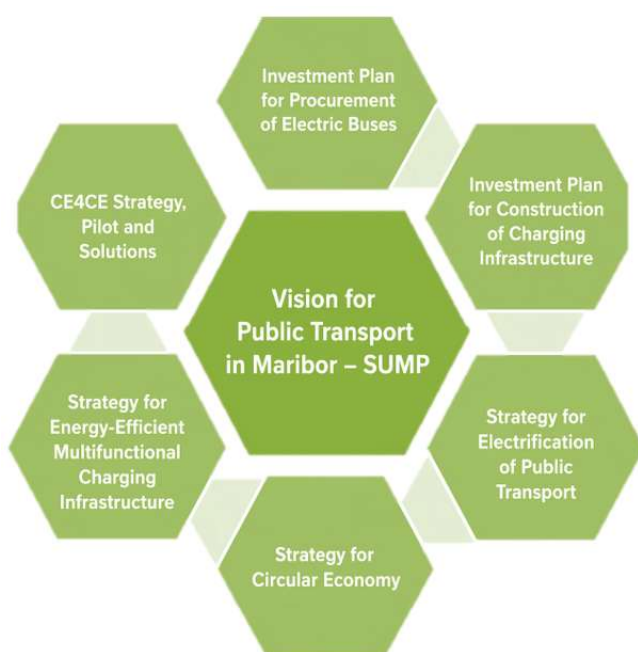 Investment Plan
for Procurement
of Electric Buses
CE4CE Strategy,
Pilot and
Solutions
Investment Plan
for Construction
of Charging
Infrastructure
Vision for
Public Transport
in Maribor – SUMP
Strategy for
Energy-Efficient
Multifunctional
Charging
Infrastructure
Strategy for
Electrification
of Public
Transport
Strategy for
Circular Economy